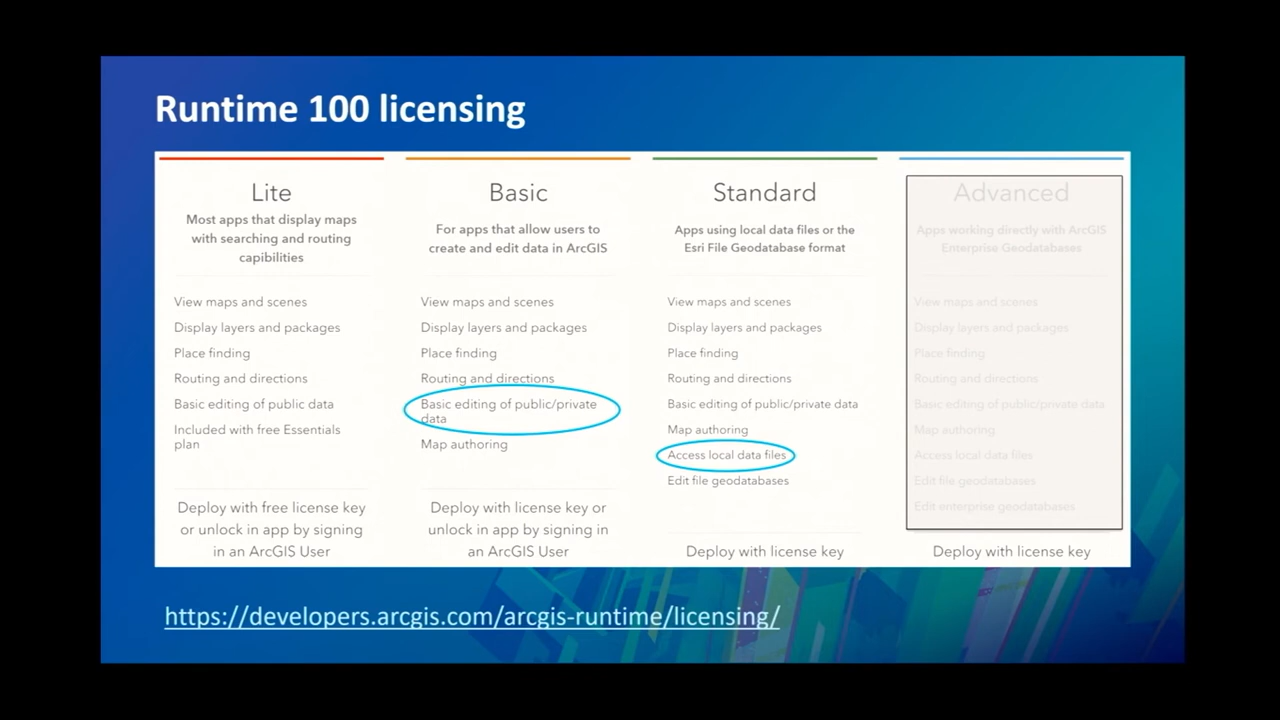 Runtime 100 licensing
Lite
Most apps that display maps
with searching and routing
capibilities
View maps and scenes
Display layers and packages
Place finding
Routing and directions
Basic editing of public data
Included with free Essentials
plan
Deploy with free license key
or unlock in app by signing
in an ArcGIS User
Basic
For apps that allow users to
create and edit data in ArcGIS
View maps and scenes
Display layers and packages
Place finding
Routing and directions
Basic editing of public/private
data
Map authoring
Deploy with license key or
unlock in app by signing in
an ArcGIS User
Standard
Apps using local data files or the
Esri File Geodatabase format
View maps and scenes
Display layers and packages
Place finding
Routing and directions
Basic editing of public/private data
Map authoring
Access local data files
Edit file geodatabases
Deploy with license key
Advanced
Apps working directly with ArcGIS
Enterprise Geodatabases
View maps and scenes
Display layers and packages
Place finding
Routing and directions
Basic editing of public/private data
Map authoring
Access local data files
Edit file geodatabases
Edit enterprise geodatabases
Deploy with license key
https://developers.arcgis.com/arcgis-runtime/licensing/